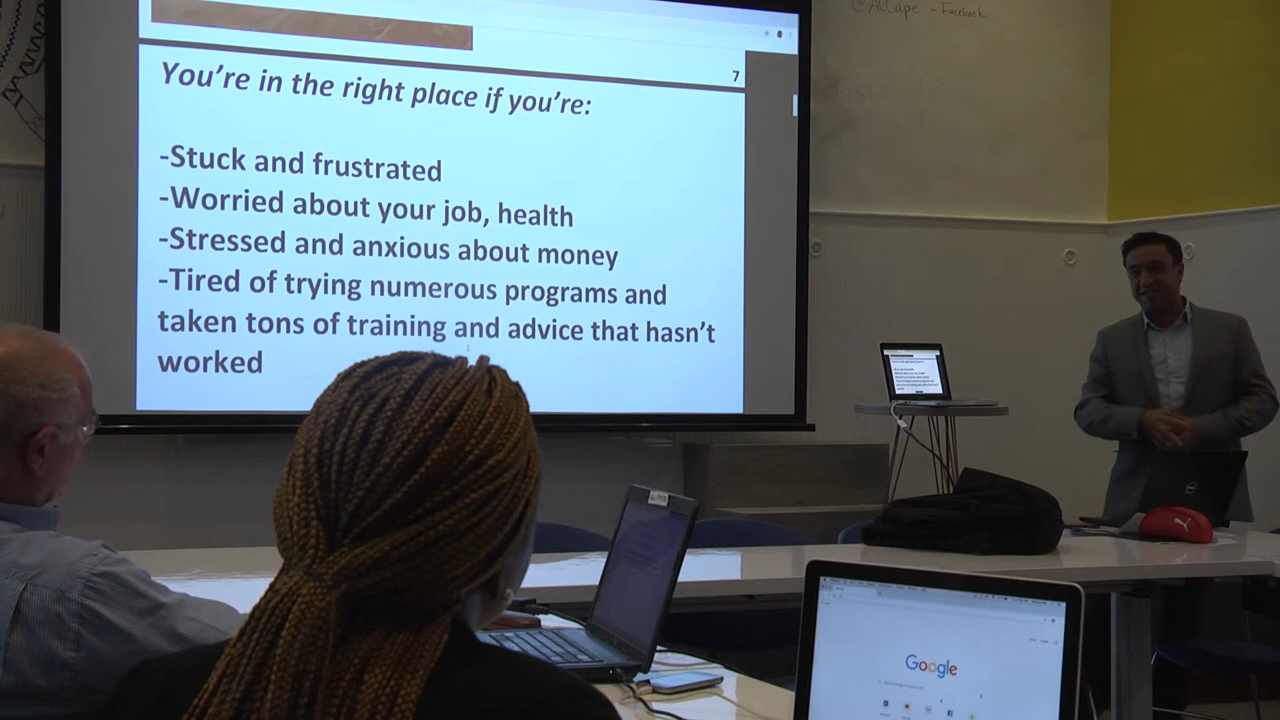 @ALLape - Facebook
7
You're in the right place if you're:
-Stuck and frustrated
-Worried about your job, health
-Stressed and anxious about money
-Tired of trying numerous programs and
taken tons of training and advice that hasn't
worked
Google